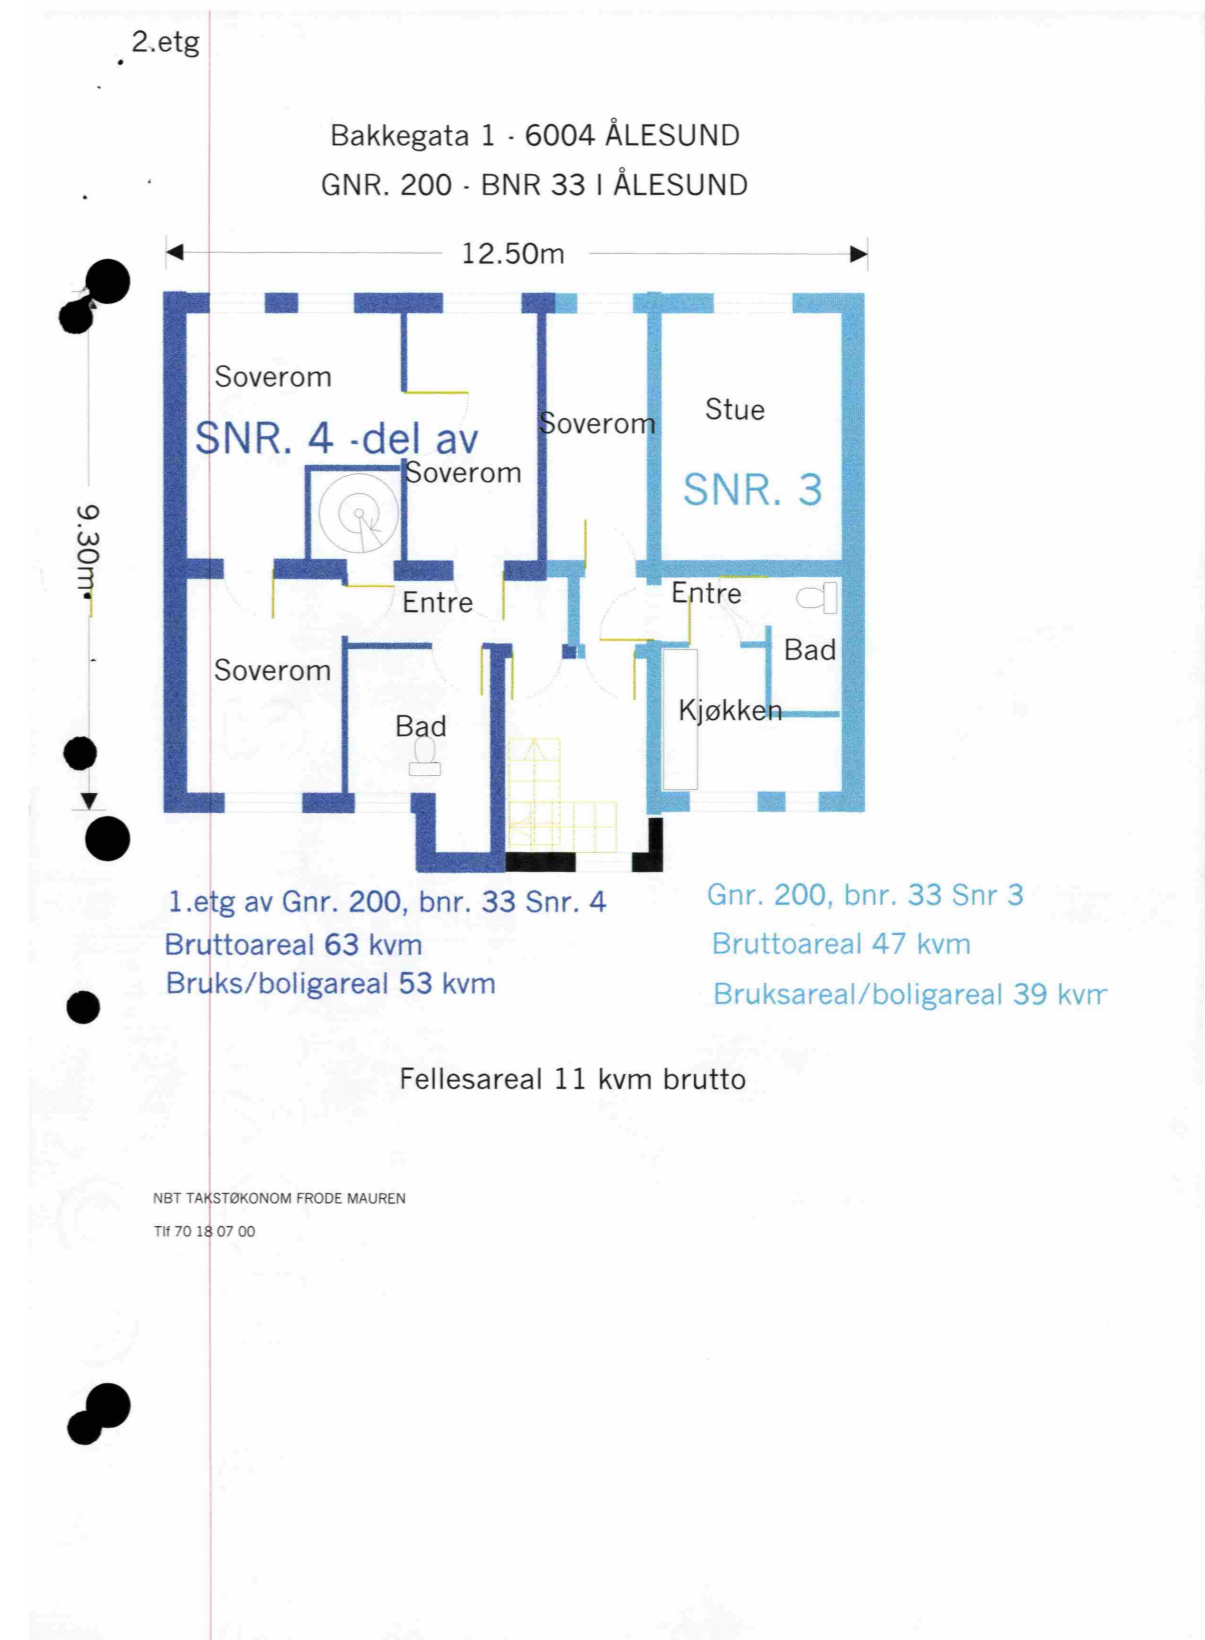 2.etg
Bakkegata 1 - 6004 ÅLESUND
GNR. 200 - BNR 33 I ÅLESUND
12.50m
9.30m
Soverom
SNR. 4 -del av
Soverom
Soverom
Stue
SNR. 3
Entre
Entre
Soverom
Bad
Bad
Kjøkken
1.etg av Gnr. 200, bnr. 33 Snr. 4
Bruttoareal 63 kvm
Bruks/boligareal 53 kvm
Gnr. 200, bnr. 33 Snr 3
Bruttoareal 47 kvm
Bruksareal/boligareal 39 kvm
Fellesareal 11 kvm brutto
NBT TAKSTØKONOM FRODE MAUREN
Tlf 70 18 07 00